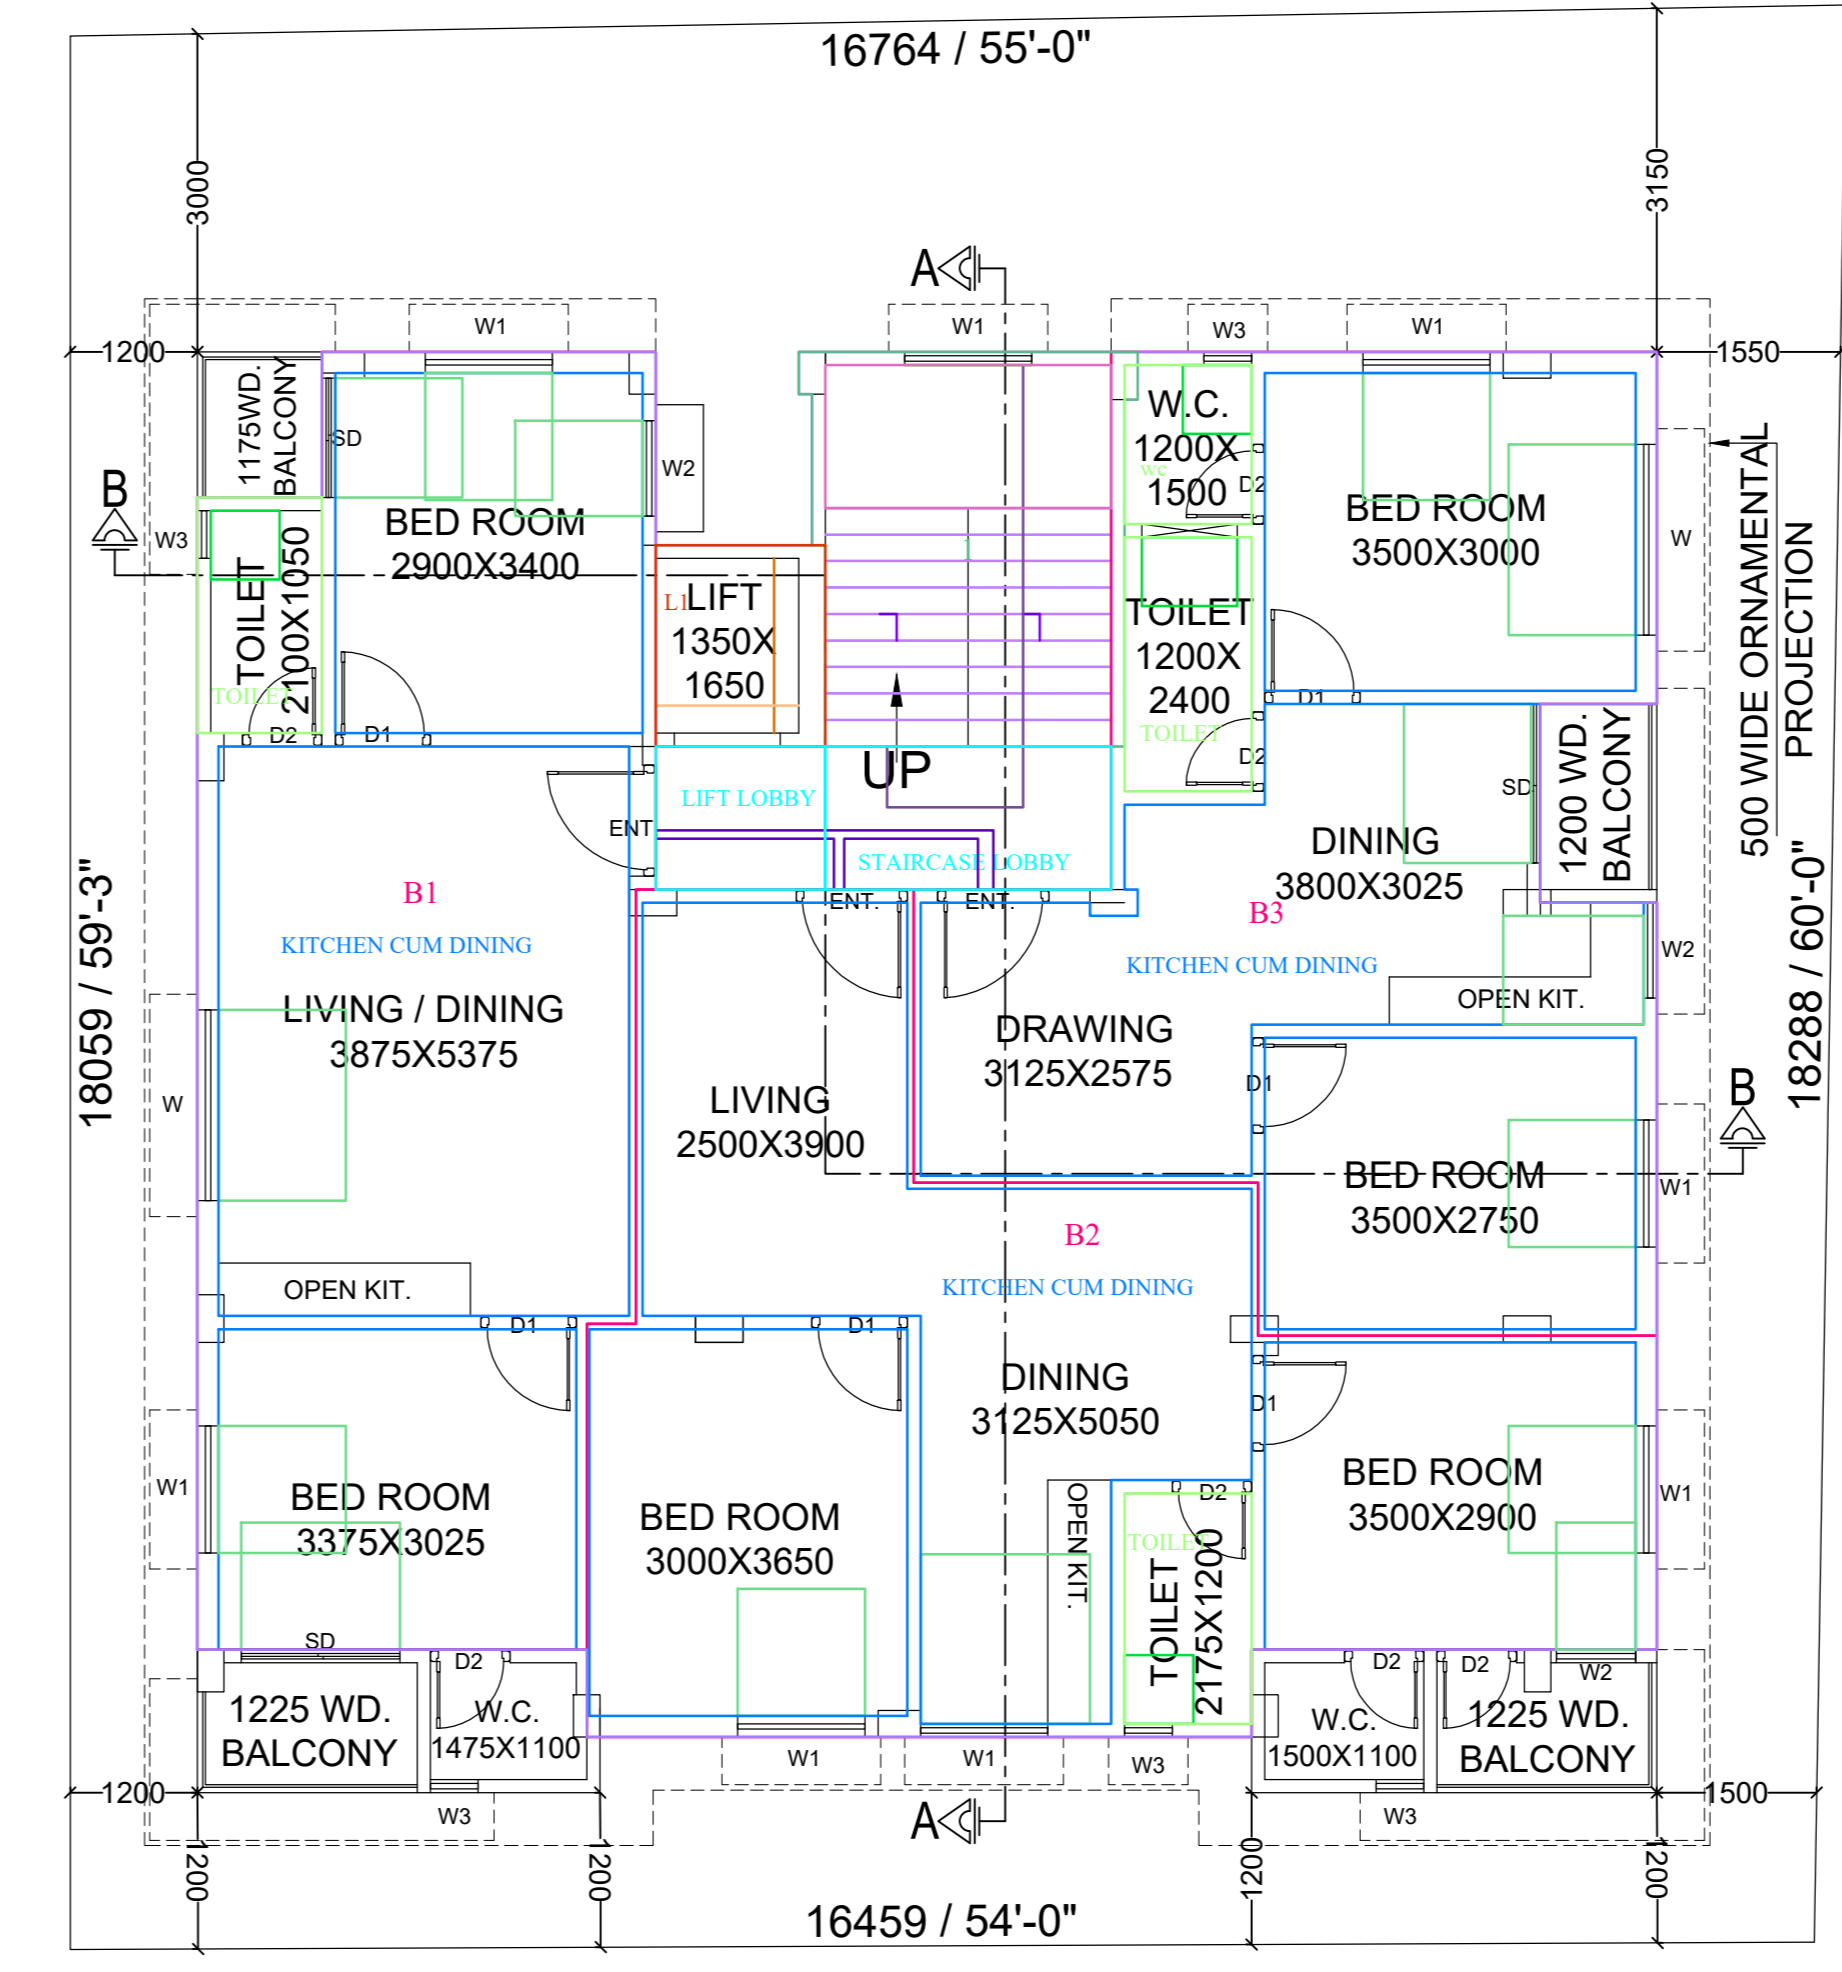 16764 / 55'-0"
3000
3150
A
W1
W1
W3
W1
1200
1550
1175WD.
BALCONY
SD
W2
W.C.
1200X
1500
wc
D2
BED ROOM
3500X3000
W
500 WIDE ORNAMENTAL
PROJECTION
B
W3
BED ROOM
2900X3400
TOILET
2100X1050
TOILET
D2
D1
L1
LIFT
1350X
1650
1
TOILET
1200X
2400
TOILET
D2
D1
UP
LIFT LOBBY
STAIRCASE LOBBY
ENT.
ENT.
ENT.
SD
1200 WD.
BALCONY
DINING
3800X3025
B1
KITCHEN CUM DINING
LIVING / DINING
3875X5375
B3
KITCHEN CUM DINING
W2
OPEN KIT.
DRAWING
3125X2575
18059 / 59'-3"
18288 / 60'-0"
W
LIVING
2500X3900
D1
BED ROOM
3500X2750
W1
B
B2
KITCHEN CUM DINING
OPEN KIT.
D1
D1
DINING
3125X5050
D1
BED ROOM
3500X2900
W1
W1
BED ROOM
3375X3025
BED ROOM
3000X3650
OPEN KIT.
D2
TOILET
TOILET
2175X1200
SD
D2
1225 WD.
BALCONY
W.C.
1475X1100
D2
D2
W2
W.C.
1500X1100
1225 WD.
BALCONY
W1
W1
W3
1200
1500
W3
A
W3
1200
1200
1200
1200
16459 / 54'-0"